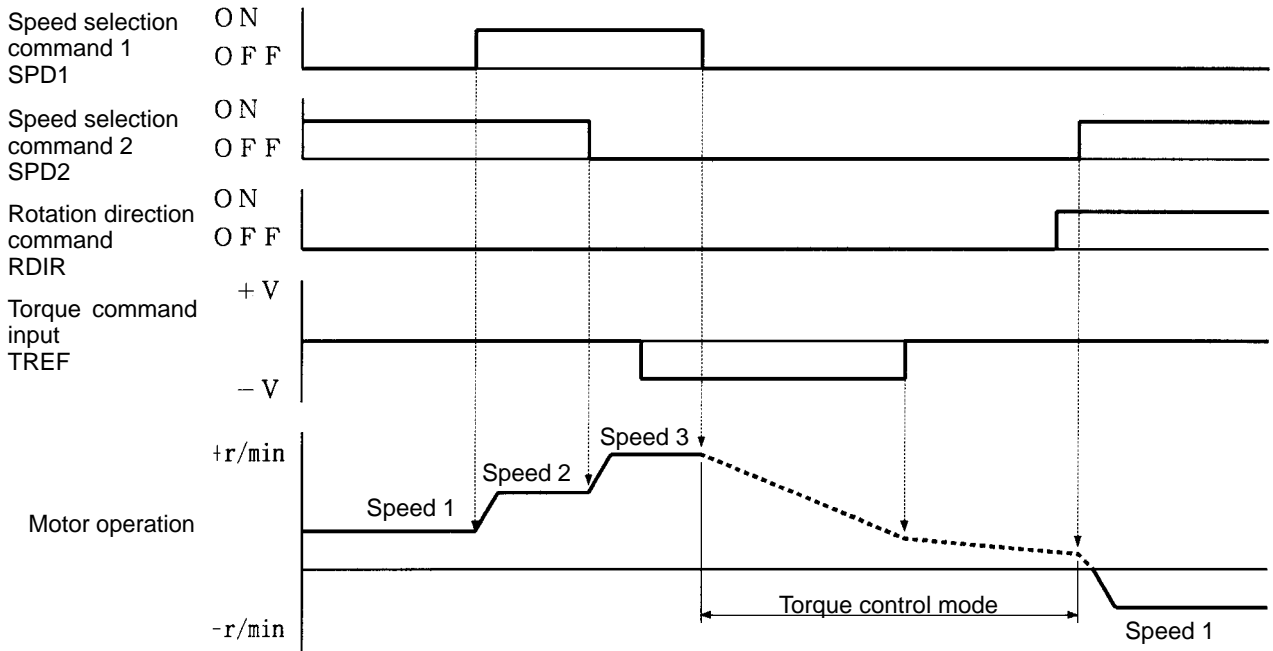 Speed selection
command 1
SPD1
ON
OFF
Speed selection
command 2
SPD2
ON
OFF
Rotation direction
command
RDIR
ON
OFF
Torque command
input
TREF
+V
−V
Motor operation
+r/min
-r/min
Speed 1
Speed 2
Speed 3
Torque control mode
Speed 1